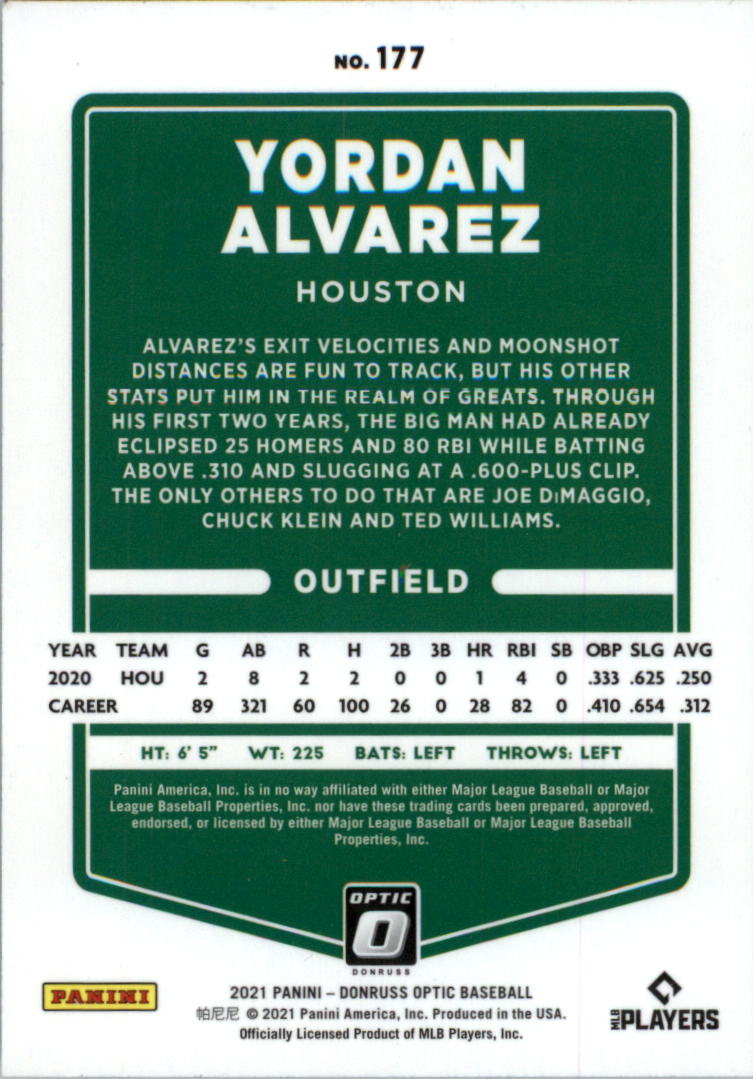 NO. 177
YORDAN
ALVAREZ
HOUSTON
ALVAREZ'S EXIT VELOCITIES AND MOONSHOT
DISTANCES ARE FUN TO TRACK, BUT HIS OTHER
STATS PUT HIM IN THE REALM OF GREATS. THROUGH
HIS FIRST TWO YEARS, THE BIG MAN HAD ALREADY
ECLIPSED 25 HOMERS AND 80 RBI WHILE BATTING
ABOVE .310 AND SLUGGING AT A .600-PLUS CLIP.
THE ONLY OTHERS TO DO THAT ARE JOE DiMAGGIO,
CHUCK KLEIN AND TED WILLIAMS.
OUTFIELD
YEAR TEAM G AB R H 2B 3B HR RBI SB OBP SLG AVG
2020 HOU 2 8 2 2 0 0 1 4 0 .333 .625 .250
CAREER 89 321 60 100 26 0 28 82 0 .410 .654 .312
HT: 6' 5" WT: 225 BATS: LEFT THROWS: LEFT
Panini America, Inc. is in no way affiliated with either Major League Baseball or Major
League Baseball Properties, Inc. nor have these trading cards been prepared, approved,
endorsed, or licensed by either Major League Baseball or Major League Baseball
Properties, Inc.
OPTIC
O
DONRUSS
PANINI
2021 PANINI – DONRUSS OPTIC BASEBALL
帕尼尼 © 2021 Panini America, Inc. Produced in the USA.
Officially Licensed Product of MLB Players, Inc.
MLB PLAYERS